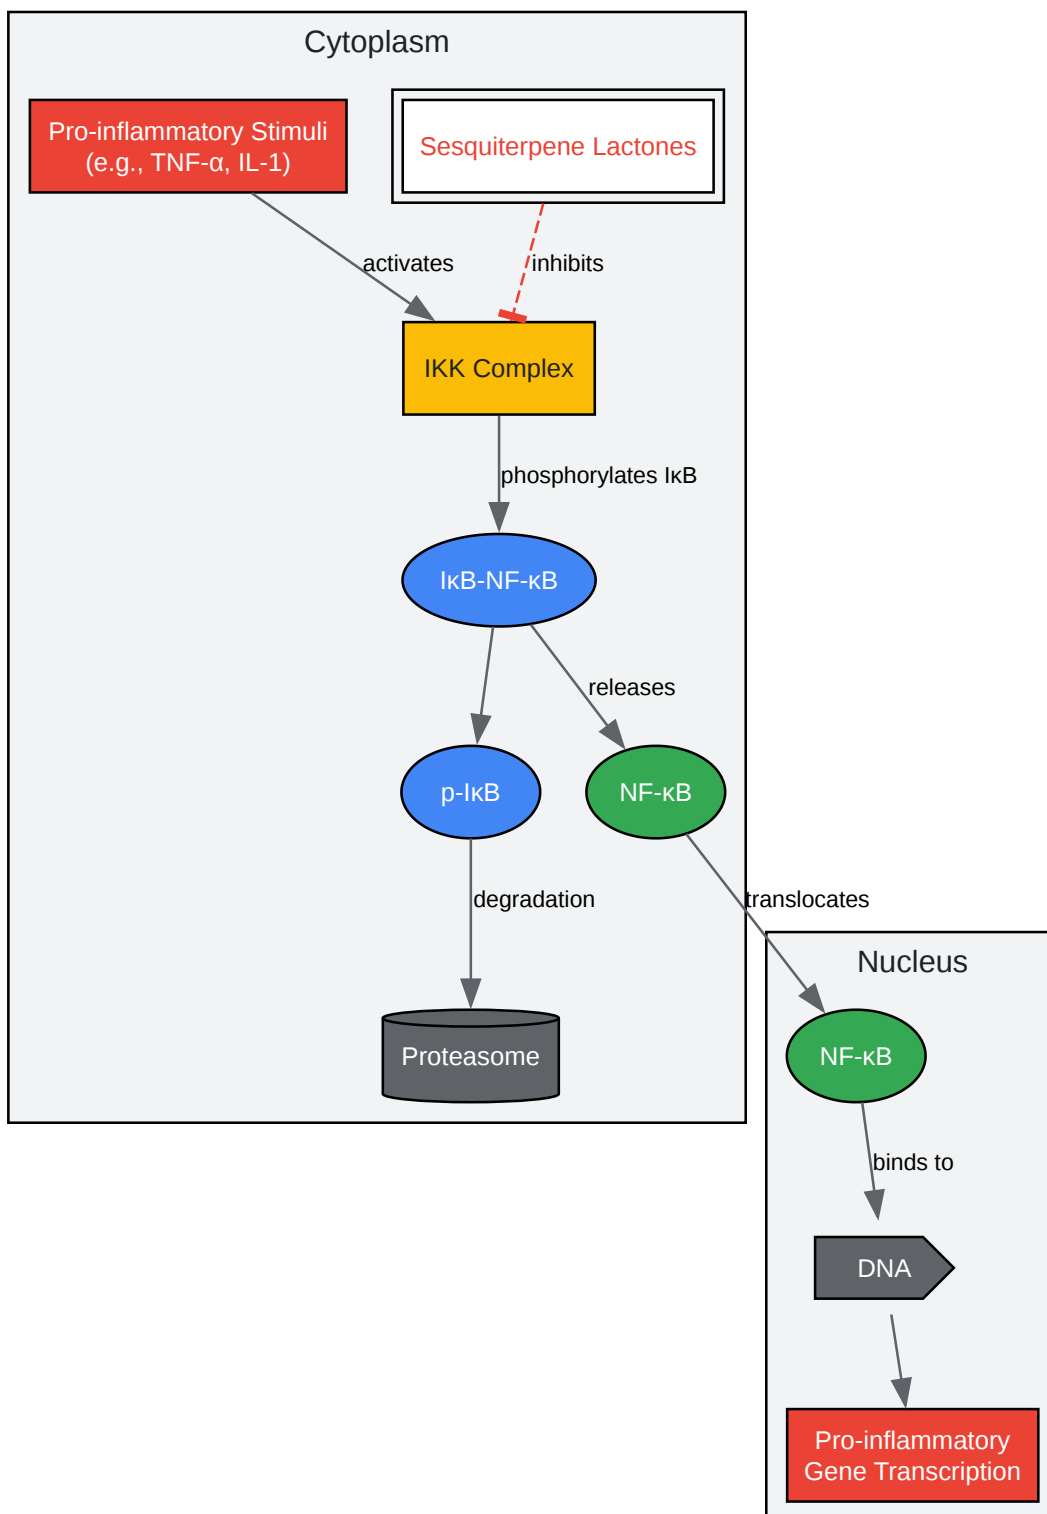 Cytoplasm
Pro-inflammatory Stimuli
(e.g., TNF-α, IL-1)
Sesquiterpene Lactones
activates
inhibits
IKK Complex
phosphorylates IκB
IκB-NF-κB
releases
p-IκB
NF-κB
degradation
translocates
Nucleus
Proteasome
NF-κB
binds to
DNA
Pro-inflammatory
Gene Transcription